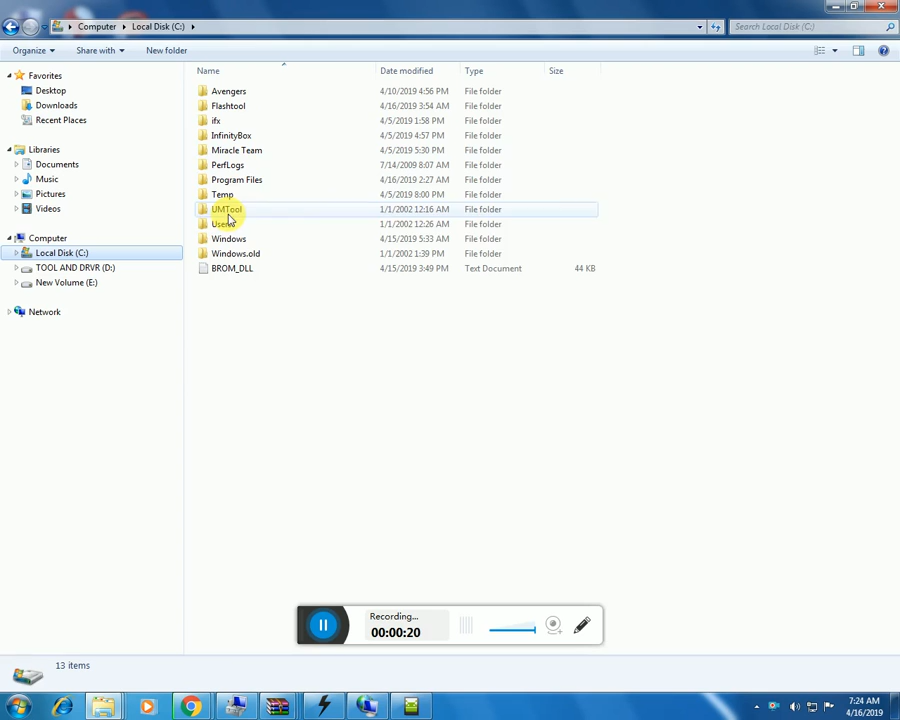 Computer Local Disk (C:) Search Local Disk (C:)
Organize Share with New folder
Name Date modified Type Size
Favorites
Desktop
Downloads
Recent Places
Libraries
Documents
Music
Pictures
Videos
Computer
Local Disk (C:)
TOOL AND DRVR (D:)
New Volume (E:)
Network
Avengers 4/10/2019 4:56 PM File folder
Flashtool 4/16/2019 3:54 AM File folder
ifx 4/5/2019 1:58 PM File folder
InfinityBox 4/5/2019 4:57 PM File folder
Miracle Team 4/5/2019 5:30 PM File folder
PerfLogs 7/14/2009 8:07 AM File folder
Program Files 4/16/2019 2:27 AM File folder
Temp 4/5/2019 8:00 PM File folder
UMTool 1/1/2002 12:16 AM File folder
Users 1/1/2002 12:26 AM File folder
Windows 4/15/2019 5:33 AM File folder
Windows.old 1/1/2002 1:39 PM File folder
BROM_DLL 4/15/2019 3:49 PM Text Document 44 KB
Recording...
00:00:20
13 items
7:24 AM
4/16/2019